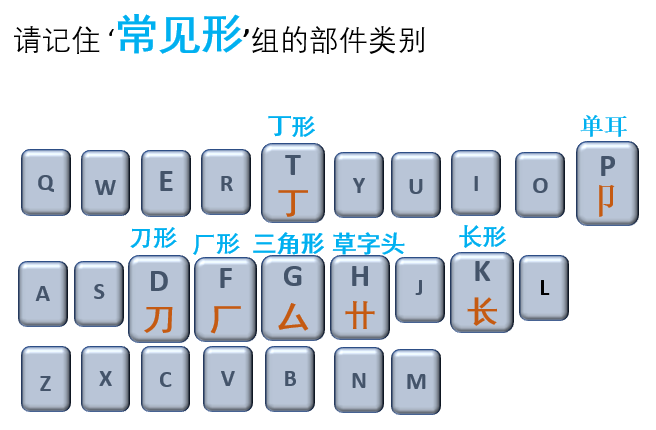 请记住 ‘常见形’组的部件类别
丁形 单耳
Q W E R T Y U I O P
丁 卩
刀形 厂形 三角形 草字头 长形
A S D F G H J K L
刀 厂 厶 卄 长
Z X C V B N M